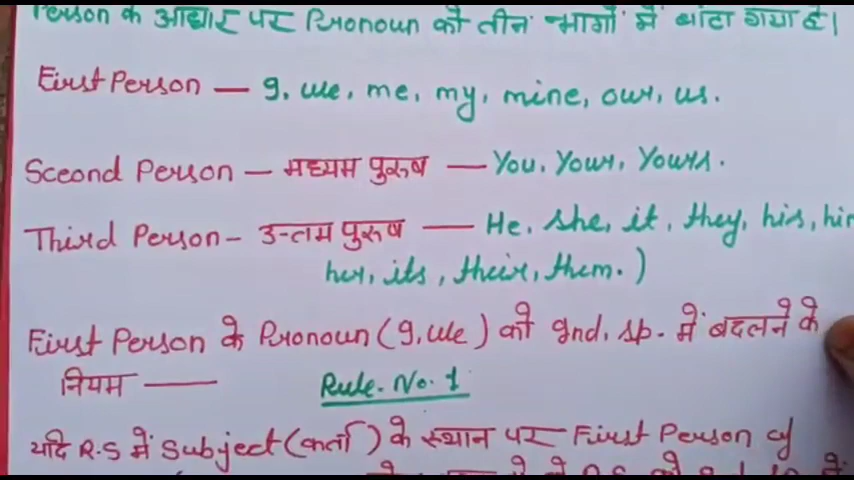 Person के आधार पर Pronoun को तीन भागों में बांटा गया है।
First Person — I, we, me, my, mine, our, us.
Sceond Person — मध्यम पुरुष — You, Your, Yours.
Third Person - उत्तम पुरुष — He, she, it, they, his,
her, its, their, them.)
First Person के Pronoun (I, we) को Ind. sp. में बदलने के
नियम —
Rule. No. 1
यदि R.S में Subject (कर्ता) के स्थान पर First Person of